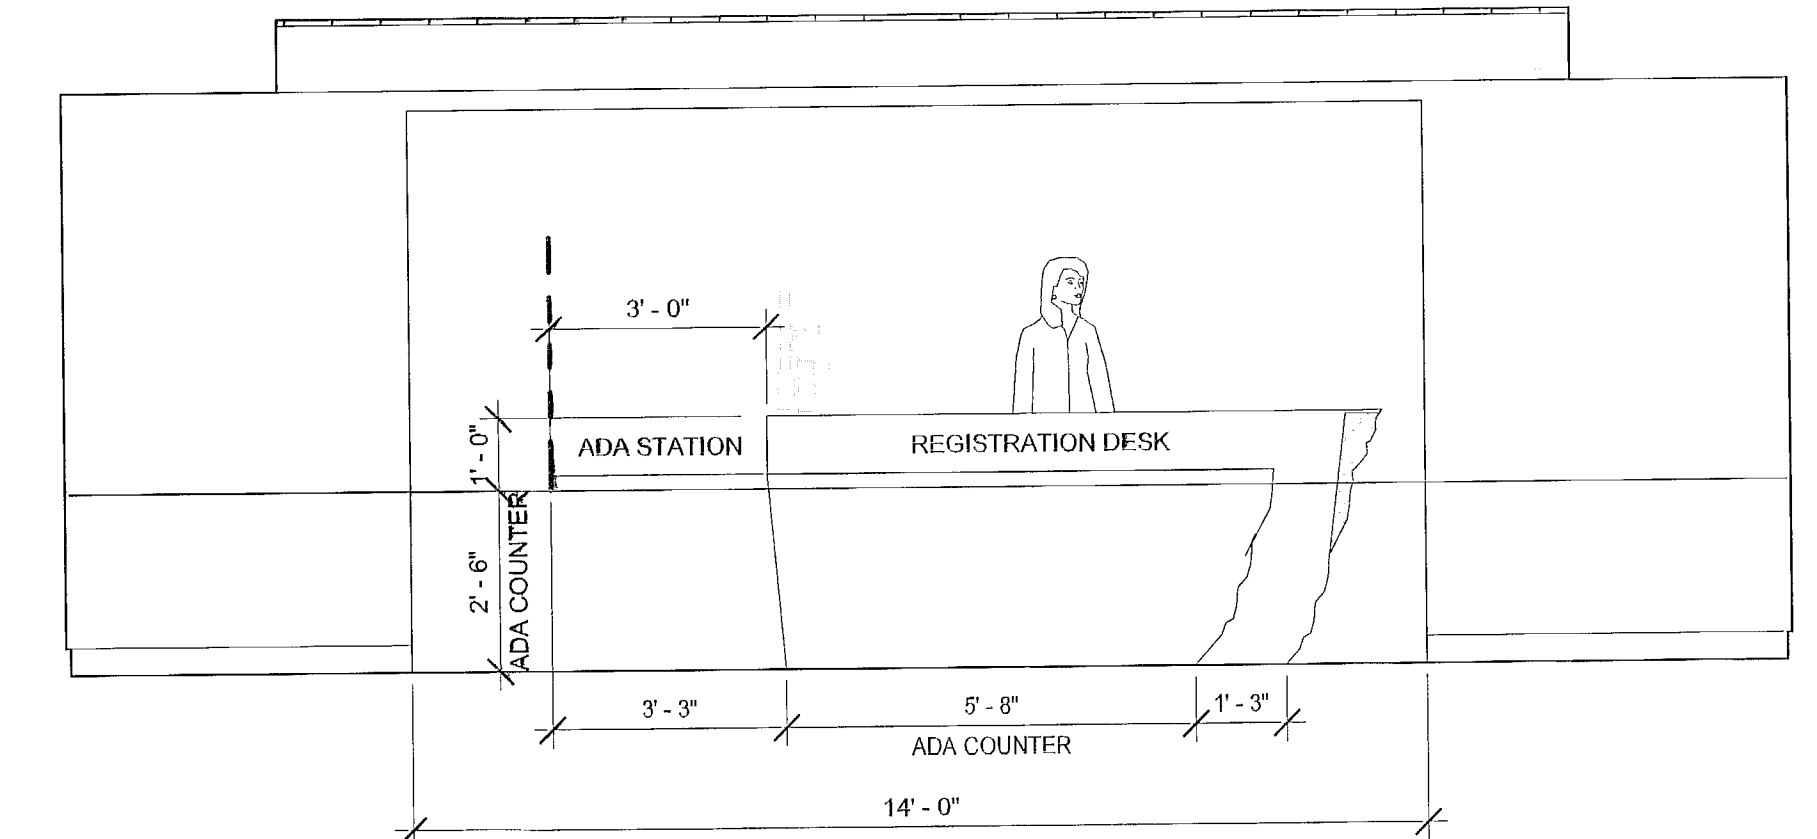 3' - 0"
1' - 0"
ADA STATION
REGISTRATION DESK
2' - 6"
ADA COUNTER
3' - 3"
5' - 8"
1' - 3"
ADA COUNTER
14' - 0"